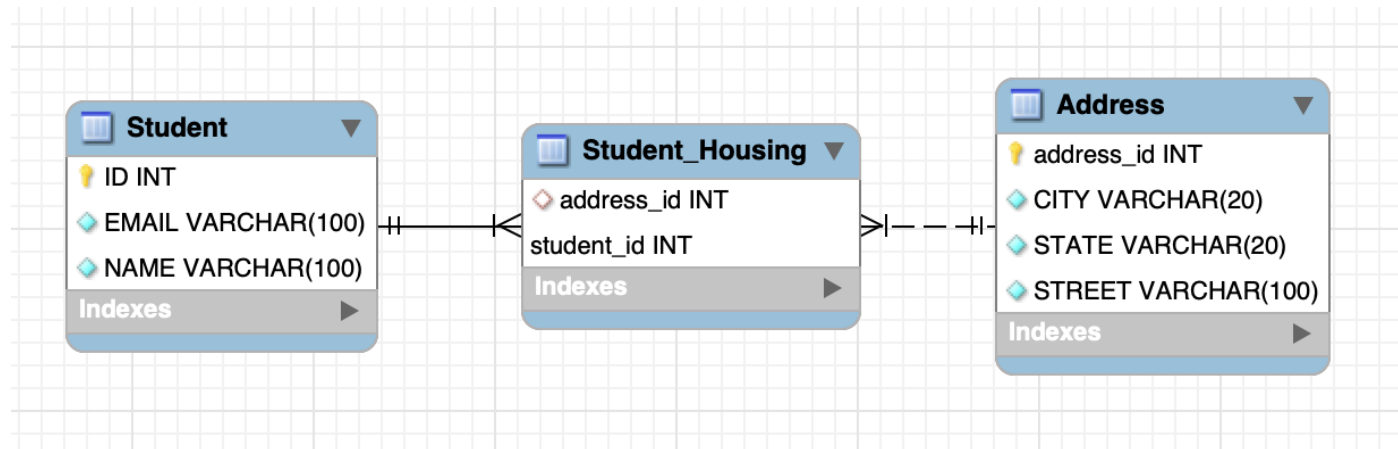 Student
ID INT
EMAIL VARCHAR(100)
NAME VARCHAR(100)
Indexes
Student_Housing
address_id INT
student_id INT
Indexes
Address
address_id INT
CITY VARCHAR(20)
STATE VARCHAR(20)
STREET VARCHAR(100)
Indexes